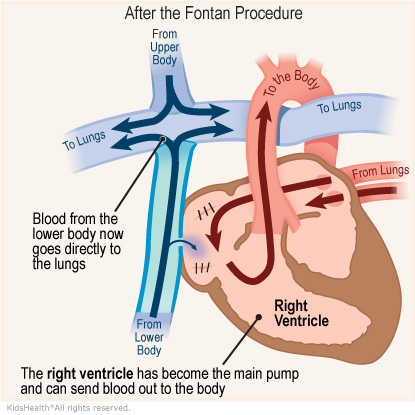 After the Fontan Procedure
From
Upper
Body
To the Body
To Lungs
To Lungs
From Lungs
Blood from the
lower body now
goes directly to
the lungs
Right
Ventricle
From
Lower
Body
The right ventricle has become the main pump
and can send blood out to the body
KidsHealth® All rights reserved.